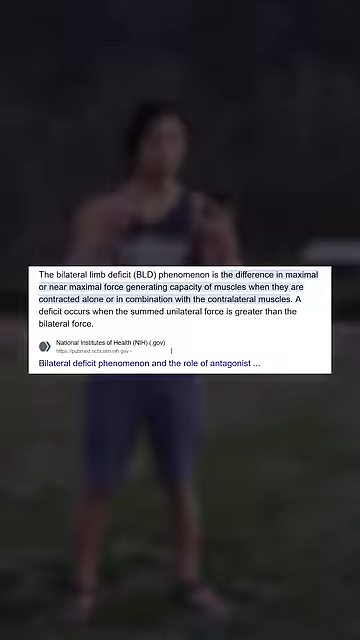 The bilateral limb deficit (BLD) phenomenon is the difference in maximal
or near maximal force generating capacity of muscles when they are
contracted alone or in combination with the contralateral muscles. A
deficit occurs when the summed unilateral force is greater than the
bilateral force.
National Institutes of Health (NIH) (.gov)
https://pubmed.ncbi.nlm.nih.gov ›
Bilateral deficit phenomenon and the role of antagonist ...